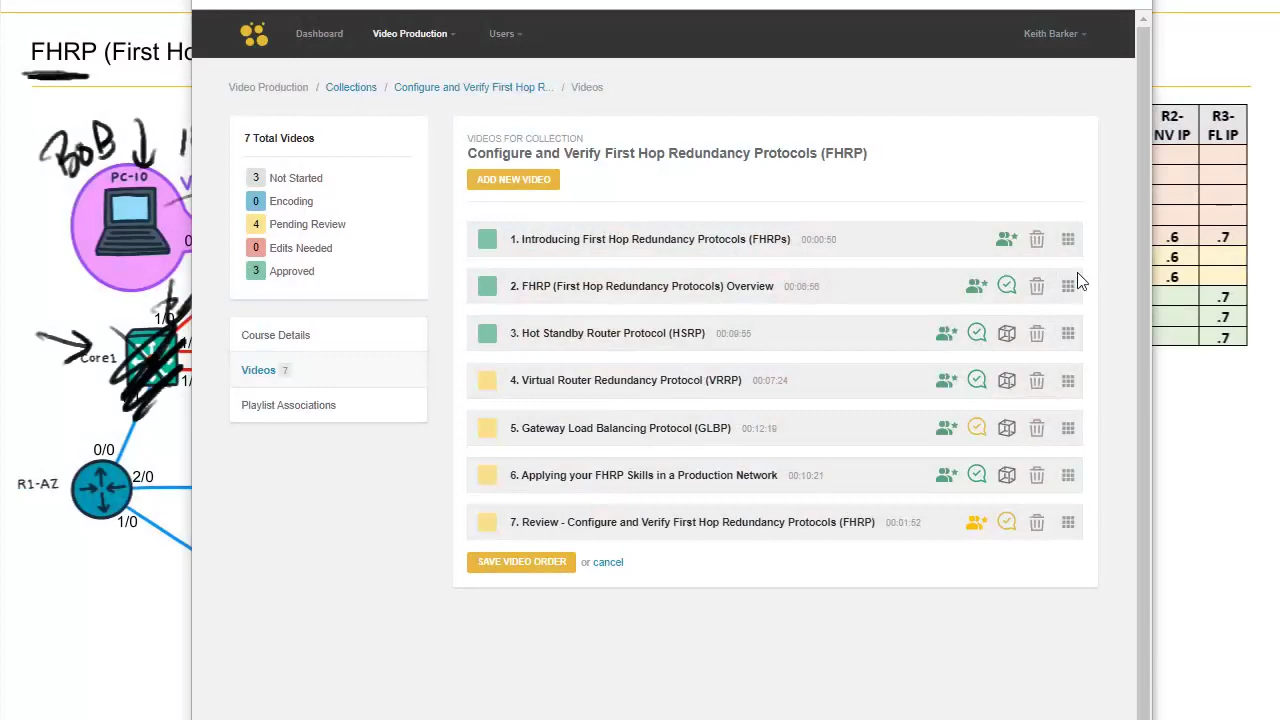 Dashboard Video Production Users Keith Barker
FHRP (First Ho
Video Production / Collections / Configure and Verify First Hop R... / Videos
7 Total Videos
3 Not Started
0 Encoding
4 Pending Review
0 Edits Needed
3 Approved
Course Details
Videos 7
Playlist Associations
VIDEOS FOR COLLECTION
Configure and Verify First Hop Redundancy Protocols (FHRP)
ADD NEW VIDEO
1. Introducing First Hop Redundancy Protocols (FHRPs) 00:00:50
2. FHRP (First Hop Redundancy Protocols) Overview 00:08:56
3. Hot Standby Router Protocol (HSRP) 00:09:55
4. Virtual Router Redundancy Protocol (VRRP) 00:07:24
5. Gateway Load Balancing Protocol (GLBP) 00:12:19
6. Applying your FHRP Skills in a Production Network 00:10:21
7. Review - Configure and Verify First Hop Redundancy Protocols (FHRP) 00:01:52
SAVE VIDEO ORDER or cancel
BOB
PC-10
1/0
Core1
0/0
R1-AZ
2/0
1/0
R2- R3-
NV IP FL IP
.6 .7
.6
.6
.7
.7
.7